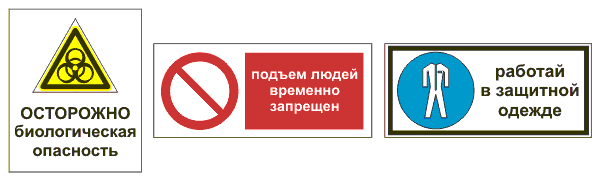 ОСТОРОЖНО
биологическая
опасность
подъем людей
временно
запрещен
работай
в защитной
одежде